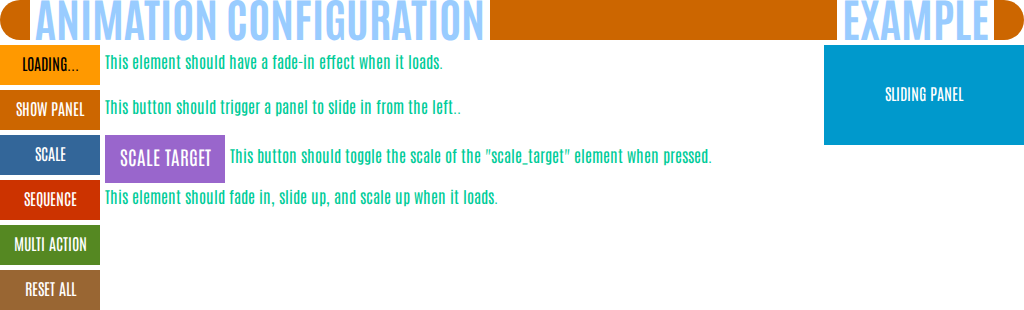 ANIMATION CONFIGURATION EXAMPLE
LOADING... This element should have a fade-in effect when it loads.
SLIDING PANEL
SHOW PANEL This button should trigger a panel to slide in from the left..
SCALE SCALE TARGET This button should toggle the scale of the "scale_target" element when pressed.
SEQUENCE This element should fade in, slide up, and scale up when it loads.
MULTI ACTION
RESET ALL